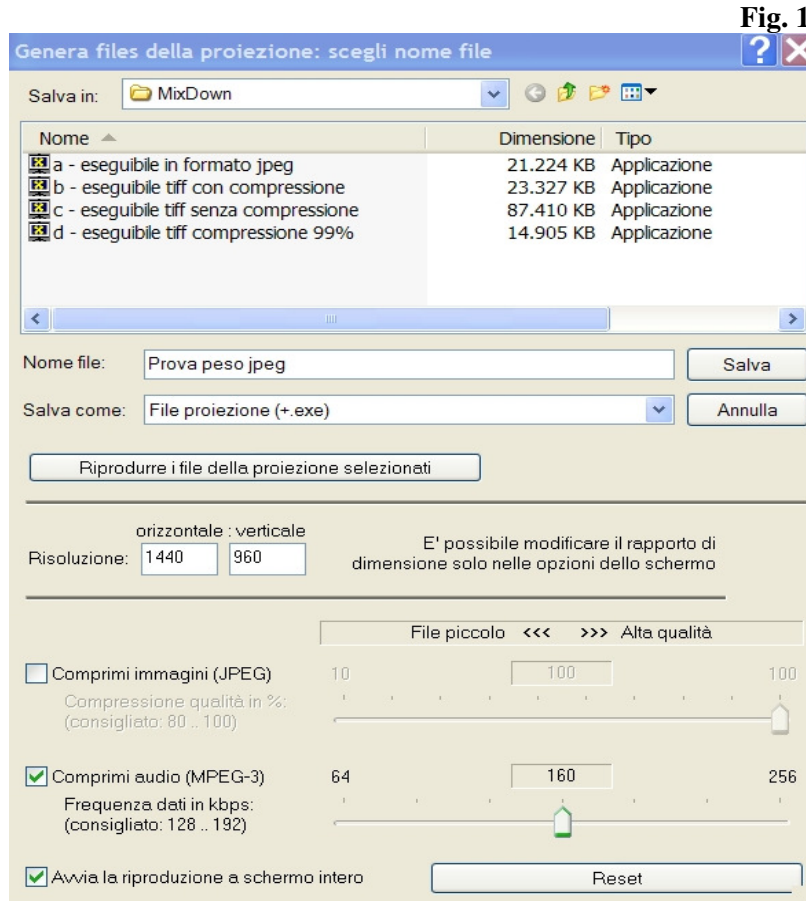 Fig. 1
Genera files della proiezione: scegli nome file
Salva in: MixDown
Nome Dimensione Tipo
a - eseguibile in formato jpeg 21.224 KB Applicazione
b - eseguibile tiff con compressione 23.327 KB Applicazione
c - eseguibile tiff senza compressione 87.410 KB Applicazione
d - eseguibile tiff compressione 99% 14.905 KB Applicazione
Nome file: Prova peso jpeg Salva
Salva come: File proiezione (+.exe) Annulla
Riprodurre i file della proiezione selezionati
orizzontale : verticale
Risoluzione: 1440 960
E' possibile modificare il rapporto di
dimensione solo nelle opzioni dello schermo
File piccolo <<< >>> Alta qualità
Comprimi immagini (JPEG) 10 100 100
Compressione qualità in %:
(consigliato: 80 .. 100)
Comprimi audio (MPEG-3) 64 160 256
Frequenza dati in kbps:
(consigliato: 128 .. 192)
Avvia la riproduzione a schermo intero Reset